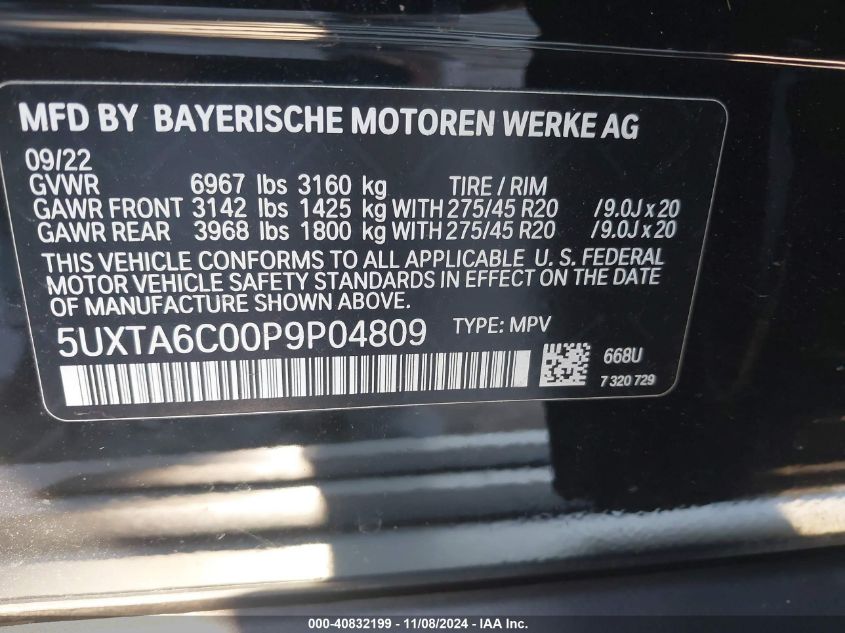 MFD BY BAYERISCHE MOTOREN WERKE AG
09/22
GVWR 6967 lbs 3160 kg TIRE / RIM
GAWR FRONT 3142 lbs 1425 kg WITH 275/45 R20 /9.0J x 20
GAWR REAR 3968 lbs 1800 kg WITH 275/45 R20 /9.0J x 20
THIS VEHICLE CONFORMS TO ALL APPLICABLE U. S. FEDERAL
MOTOR VEHICLE SAFETY STANDARDS IN EFFECT ON THE DATE
OF MANUFACTURE SHOWN ABOVE.
5UXTA6C00P9P04809 TYPE: MPV
668U
7 320 729
000-40832199 - 11/08/2024 - IAA Inc.